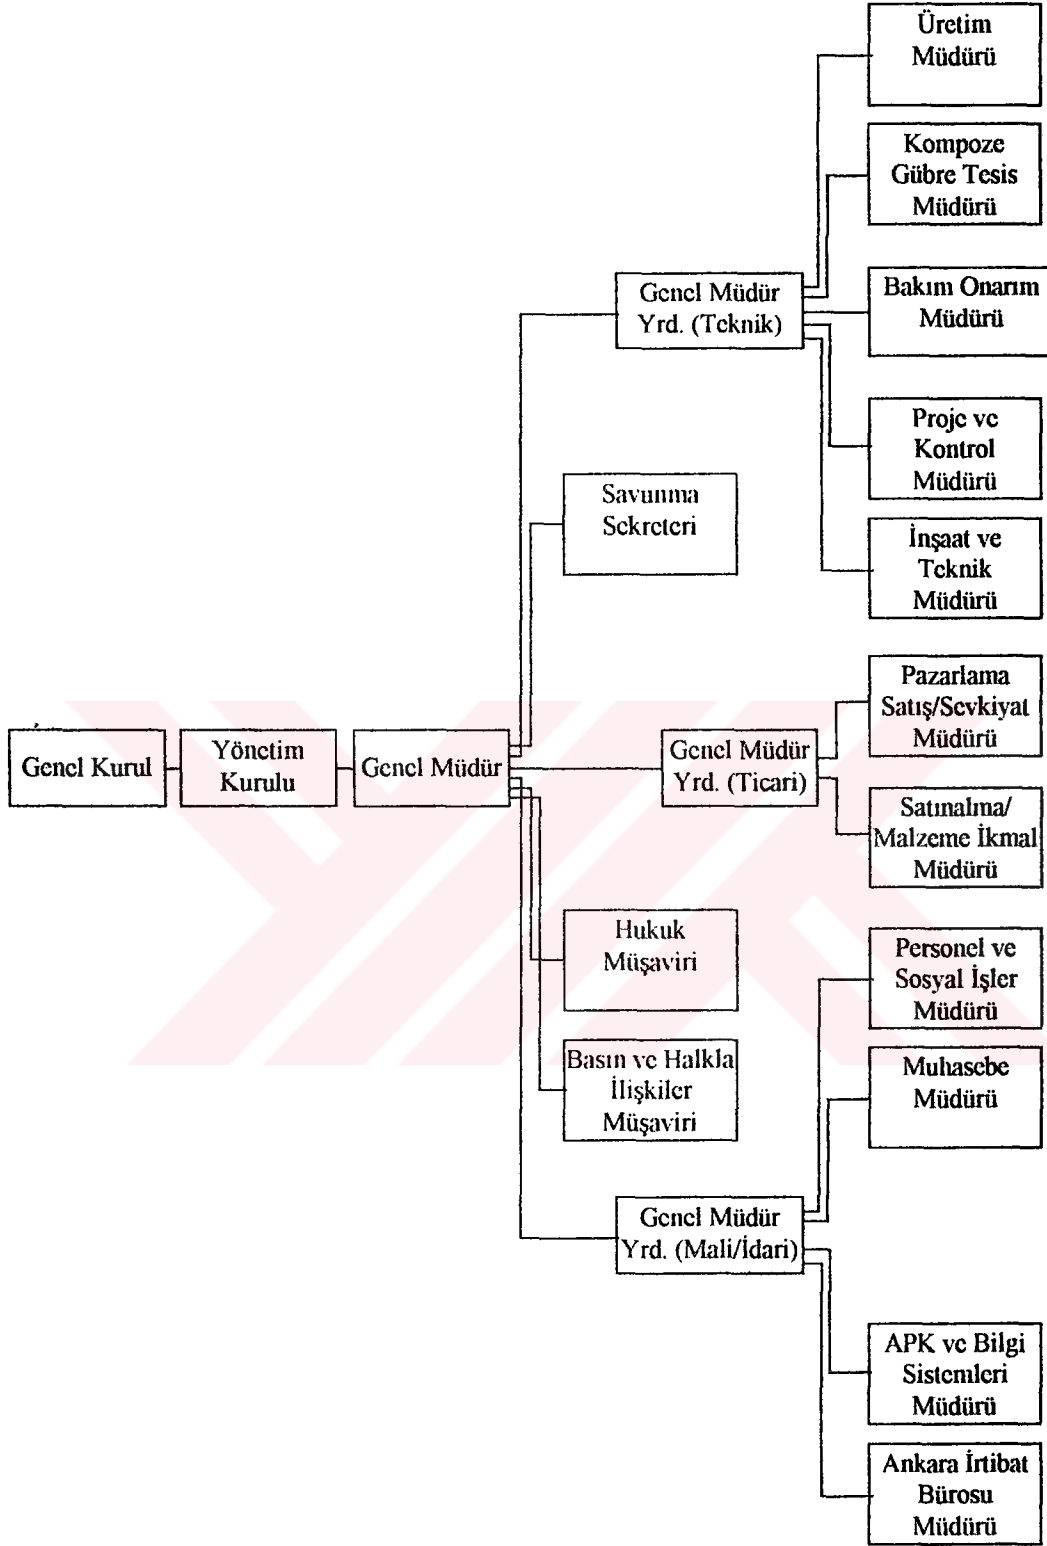 Üretim
Müdürü
Kompoze
Gübre Tesis
Müdürü
Genel Müdür
Yrd. (Teknik)
Bakım Onarım
Müdürü
Proje ve
Kontrol
Müdürü
Savunma
Sekreteri
İnşaat ve
Teknik
Müdürü
Genel Kurul
Yönetim
Kurulu
Genel Müdür
Genel Müdür
Yrd. (Ticari)
Pazarlama
Satış/Sevkiyat
Müdürü
Satınalma/
Malzeme İkmal
Müdürü
Hukuk
Müşaviri
Personel ve
Sosyal İşler
Müdürü
Basın ve Halkla
İlişkiler
Müşaviri
Muhasebe
Müdürü
Genel Müdür
Yrd. (Mali/İdari)
APK ve Bilgi
Sistemleri
Müdürü
Ankara İrtibat
Bürosu
Müdürü